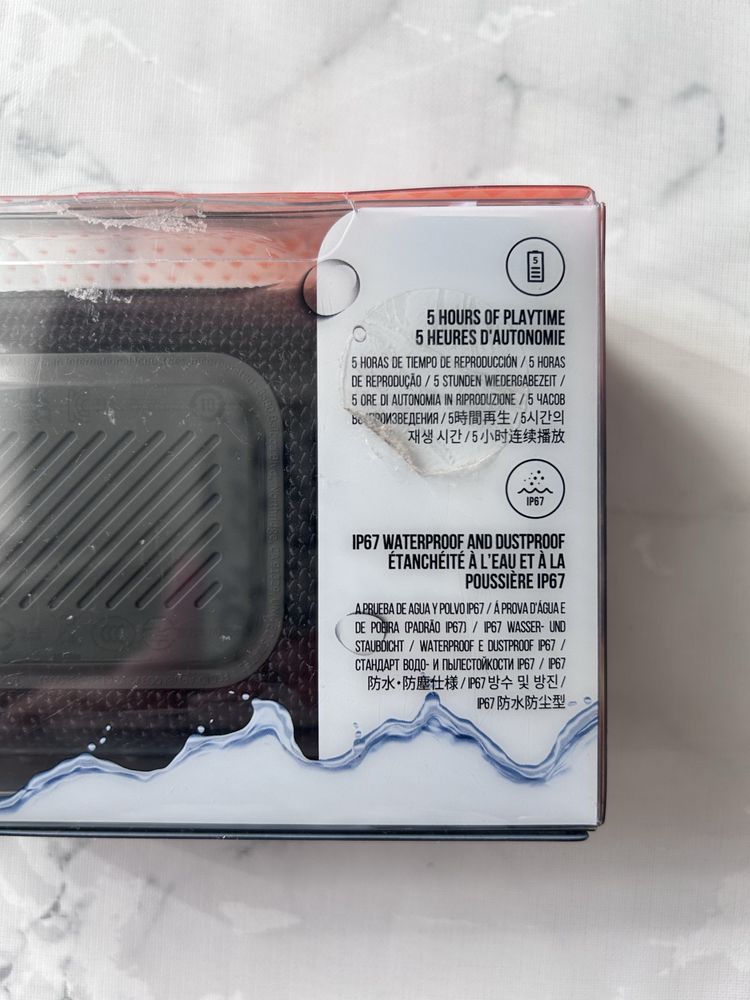 5
5 HOURS OF PLAYTIME
5 HEURES D'AUTONOMIE
5 HORAS DE TIEMPO DE REPRODUCCIÓN / 5 HORAS
DE REPRODUÇÃO / 5 STUNDEN WIEDERGABEZEIT /
5 ORE DI AUTONOMIA IN RIPRODUZIONE / 5 ЧАСОВ
ВОСПРОИЗВЕДЕНИЯ / 5時間再生 / 5시간의
재생 시간 / 5 小时连续播放
IP67
IP67 WATERPROOF AND DUSTPROOF
ÉTANCHÉITÉ À L'EAU ET À LA
POUSSIÈRE IP67
A PRUEBA DE AGUA Y POLVO IP67 / À PROVA D'ÁGUA E
DE POEIRA (PADRÃO IP67) / IP67 WASSER- UND
STAUBDICHT / WATERPROOF E DUSTPROOF IP67 /
СТАНДАРТ ВОДО- И ПЫЛЕСТОЙКОСТИ IP67 / IP67
防水・防塵仕様 / IP67 방수 및 방진 /
IP67 防水防尘型